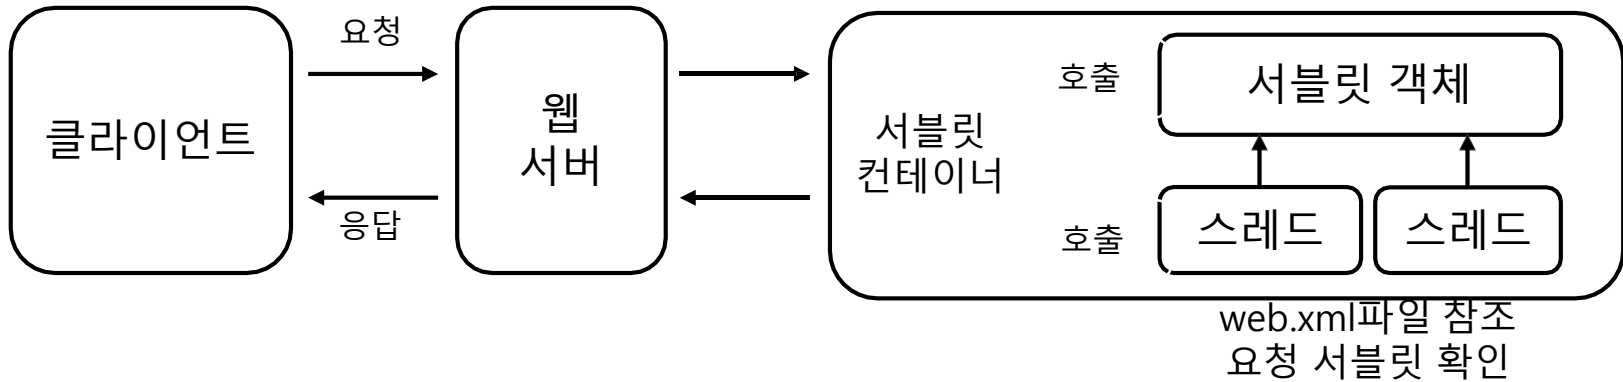 클라이언트
요청
응답
웹
서버
서블릿
컨테이너
호출
서블릿 객체
호출
스레드
스레드
web.xml파일 참조
요청 서블릿 확인